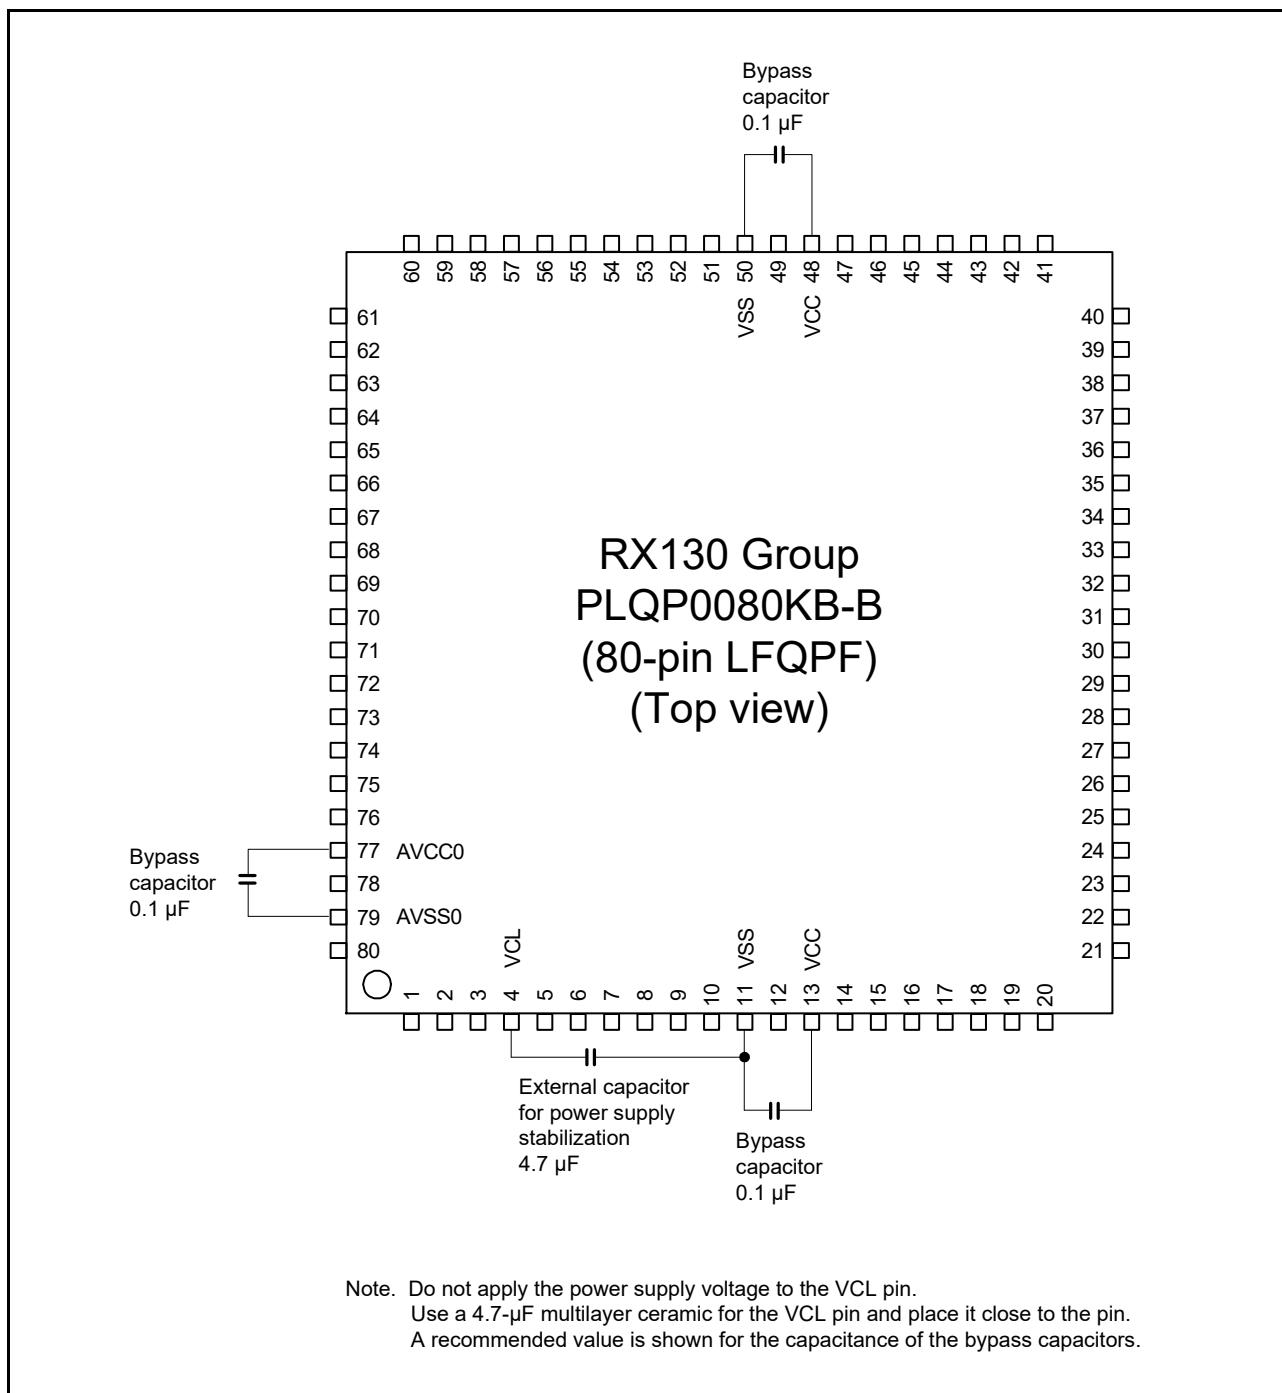 Bypass
capacitor
0.1 µF
60 59 58 57 56 55 54 53 52 51 50 49 48 47 46 45 44 43 42 41
VSS VCC
61 40
62 39
63 38
64 37
65 36
66 35
67 34
68 33
69 32
70 31
71 30
72 29
73 28
74 27
75 26
76 25
RX130 Group
PLQP0080KB-B
(80-pin LFQPF)
(Top view)
Bypass
capacitor
0.1 µF
77 AVCC0 24
78 23
79 AVSS0 22
80 21
VCL VSS VCC
1 2 3 4 5 6 7 8 9 10 11 12 13 14 15 16 17 18 19 20
External capacitor
for power supply
stabilization
4.7 µF
Bypass
capacitor
0.1 µF
Note. Do not apply the power supply voltage to the VCL pin.
Use a 4.7-µF multilayer ceramic for the VCL pin and place it close to the pin.
A recommended value is shown for the capacitance of the bypass capacitors.